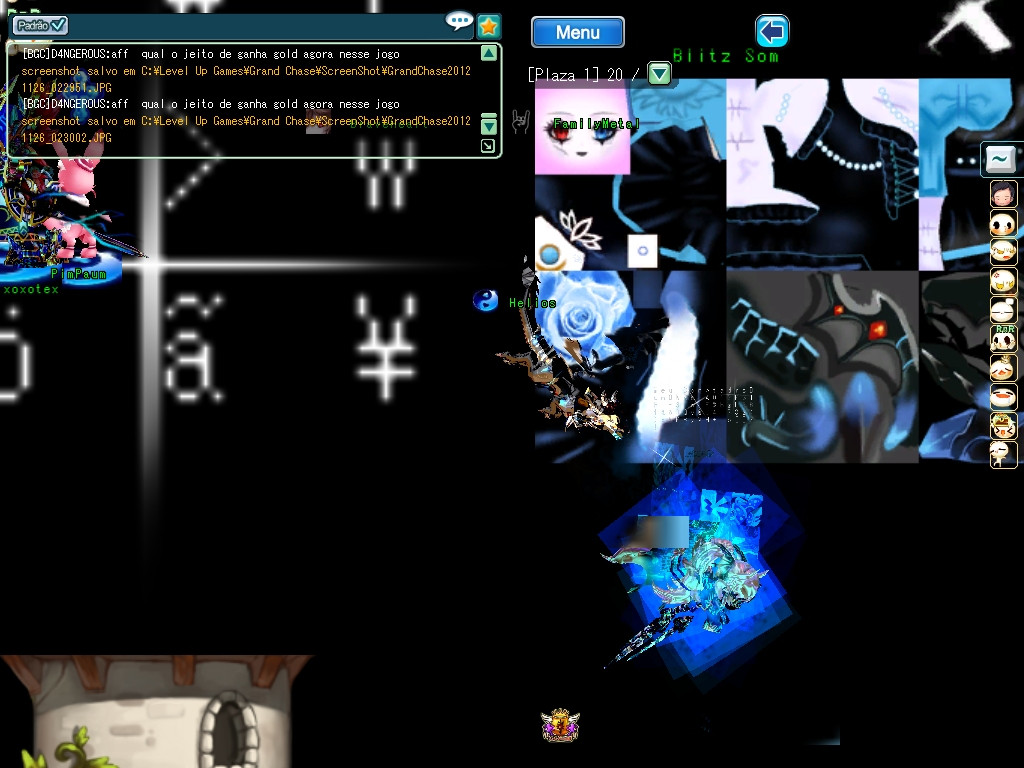 Padrão
[BGC]D4NGEROUS:aff qual o jeito de ganha gold agora nesse jogo
screenshot salvo em C:¥Level Up Games¥Grand Chase¥ScreenShot¥GrandChase2012
1126_022951.JPG
[BGC]D4NGEROUS:aff qual o jeito de ganha gold agora nesse jogo
screenshot salvo em C:¥Level Up Games¥Grand Chase¥ScreenShot¥GrandChase2012
1126_023002.JPG
Menu
Blitz Som
[Plaza 1] 20 /
FamilyMetal
~
PimPaum
xoxotex
Helios
ã ¥